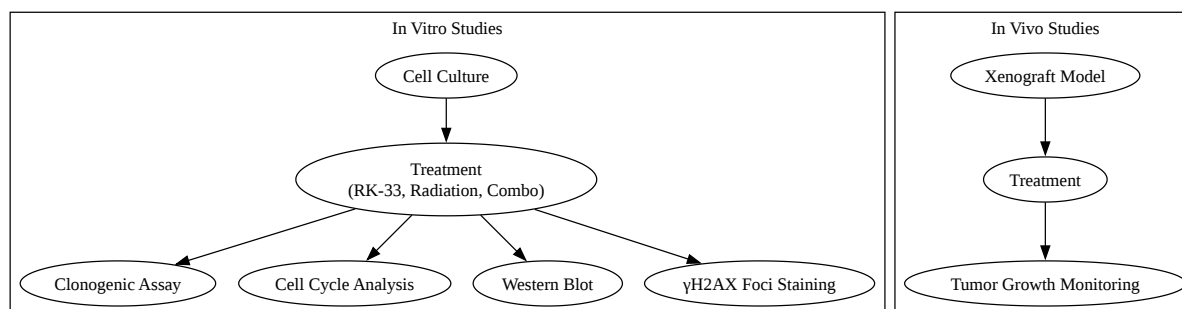 In Vitro Studies
Cell Culture
Treatment
(RK-33, Radiation, Combo)
Clonogenic Assay
Cell Cycle Analysis
Western Blot
γH2AX Foci Staining
In Vivo Studies
Xenograft Model
Treatment
Tumor Growth Monitoring